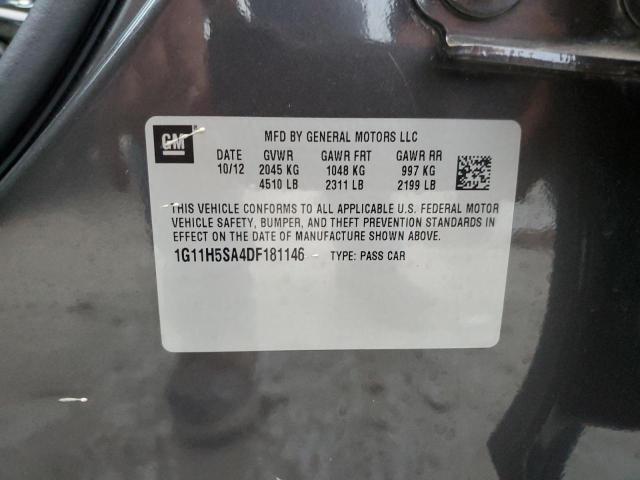 GM
MFD BY GENERAL MOTORS LLC
DATE GVWR GAWR FRT GAWR RR
10/12 2045 KG 1048 KG 997 KG
4510 LB 2311 LB 2199 LB
THIS VEHICLE CONFORMS TO ALL APPLICABLE U.S. FEDERAL MOTOR
VEHICLE SAFETY, BUMPER, AND THEFT PREVENTION STANDARDS IN
EFFECT ON THE DATE OF MANUFACTURE SHOWN ABOVE.
1G11H5SA4DF181146 TYPE: PASS CAR